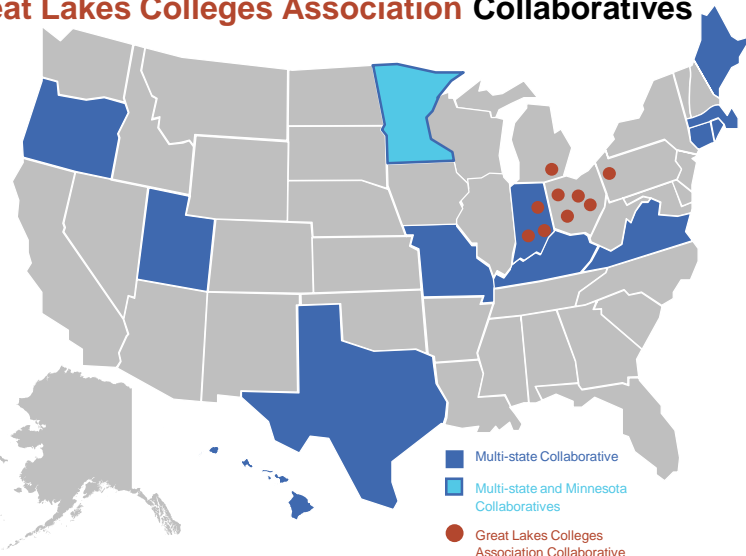 eat Lakes Colleges Association Collaboratives
Multi-state Collaborative
Multi-state and Minnesota
Collaboratives
Great Lakes Colleges
Association Collaborative